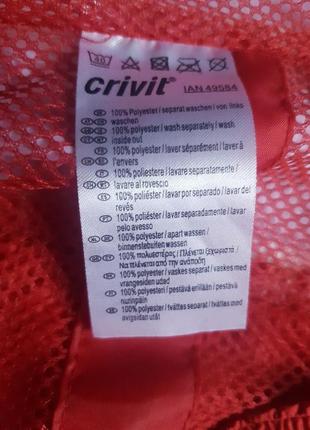 40
crivit®
IAN 49584
100% Polyester / separat waschen / von links
waschen
100% polyester / wash separately / wash
inside out
100% polyester / laver séparément / laver à
l'envers
100% poliestere / lavare separatamente /
lavare al rovescio
100% poliéster / lavar por separado / lavar del
revés
100% poliéster / lavar separadamente / lavar
pelo avesso
100% polyester / apart wassen /
binnenstebuiten wassen
100% πολυεστέρας / Πλένεται ξεχωριστά /
Να πλένεται από την ανάποδη
100% polyester / vaskes separat / vaskes med
vrangesiden udad
100% polyesteri / pestävä erillään / pestävä
nurinpäin
100% polyester / tvättas separat / tvättas med
avigsidan utåt